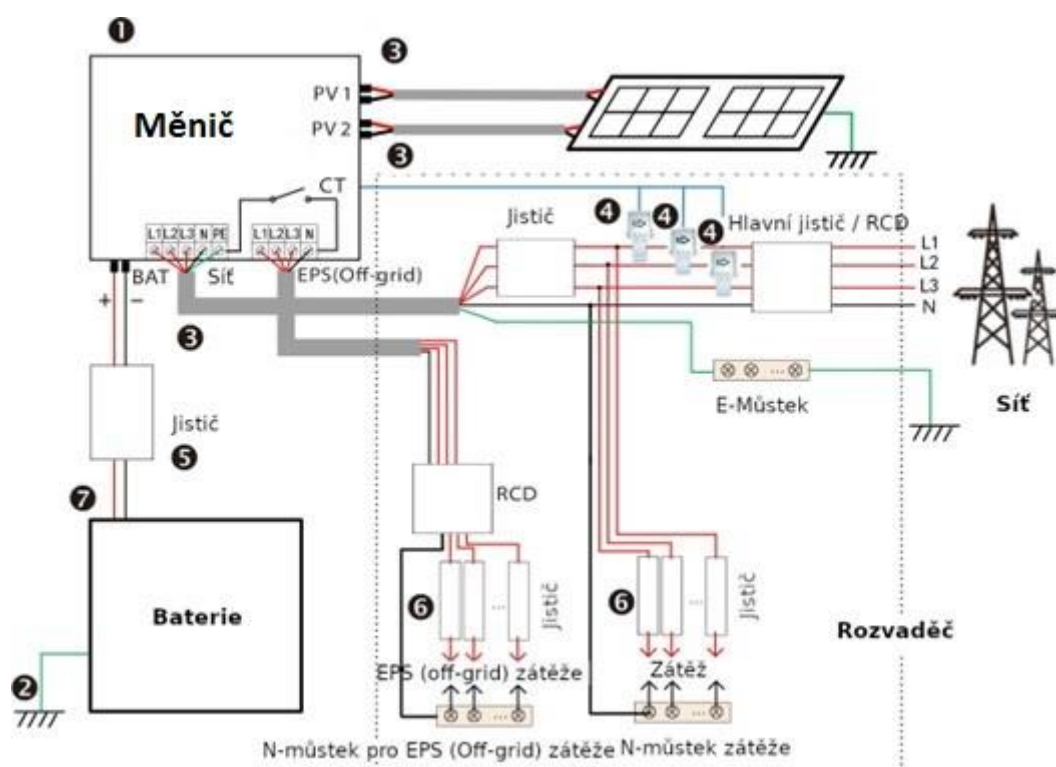 ❶
❸
PV 1
Měnič
PV 2
❸
CT
L1 L2 L3 N PE
L1 L2 L3 N
BAT
Síť
EPS(Off-grid)
+ −
❸
Jistič
❹ ❹ ❹
Hlavní jistič / RCD
L1
L2
L3
N
...
E-Můstek
Síť
Jistič
❺
❼
RCD
Baterie
❻
...
Jistič
❻
...
Jistič
Rozvaděč
EPS (off-grid) zátěže
Zátěž
❷
...
...
N-můstek pro EPS (Off-grid) zátěže
N-můstek zátěže